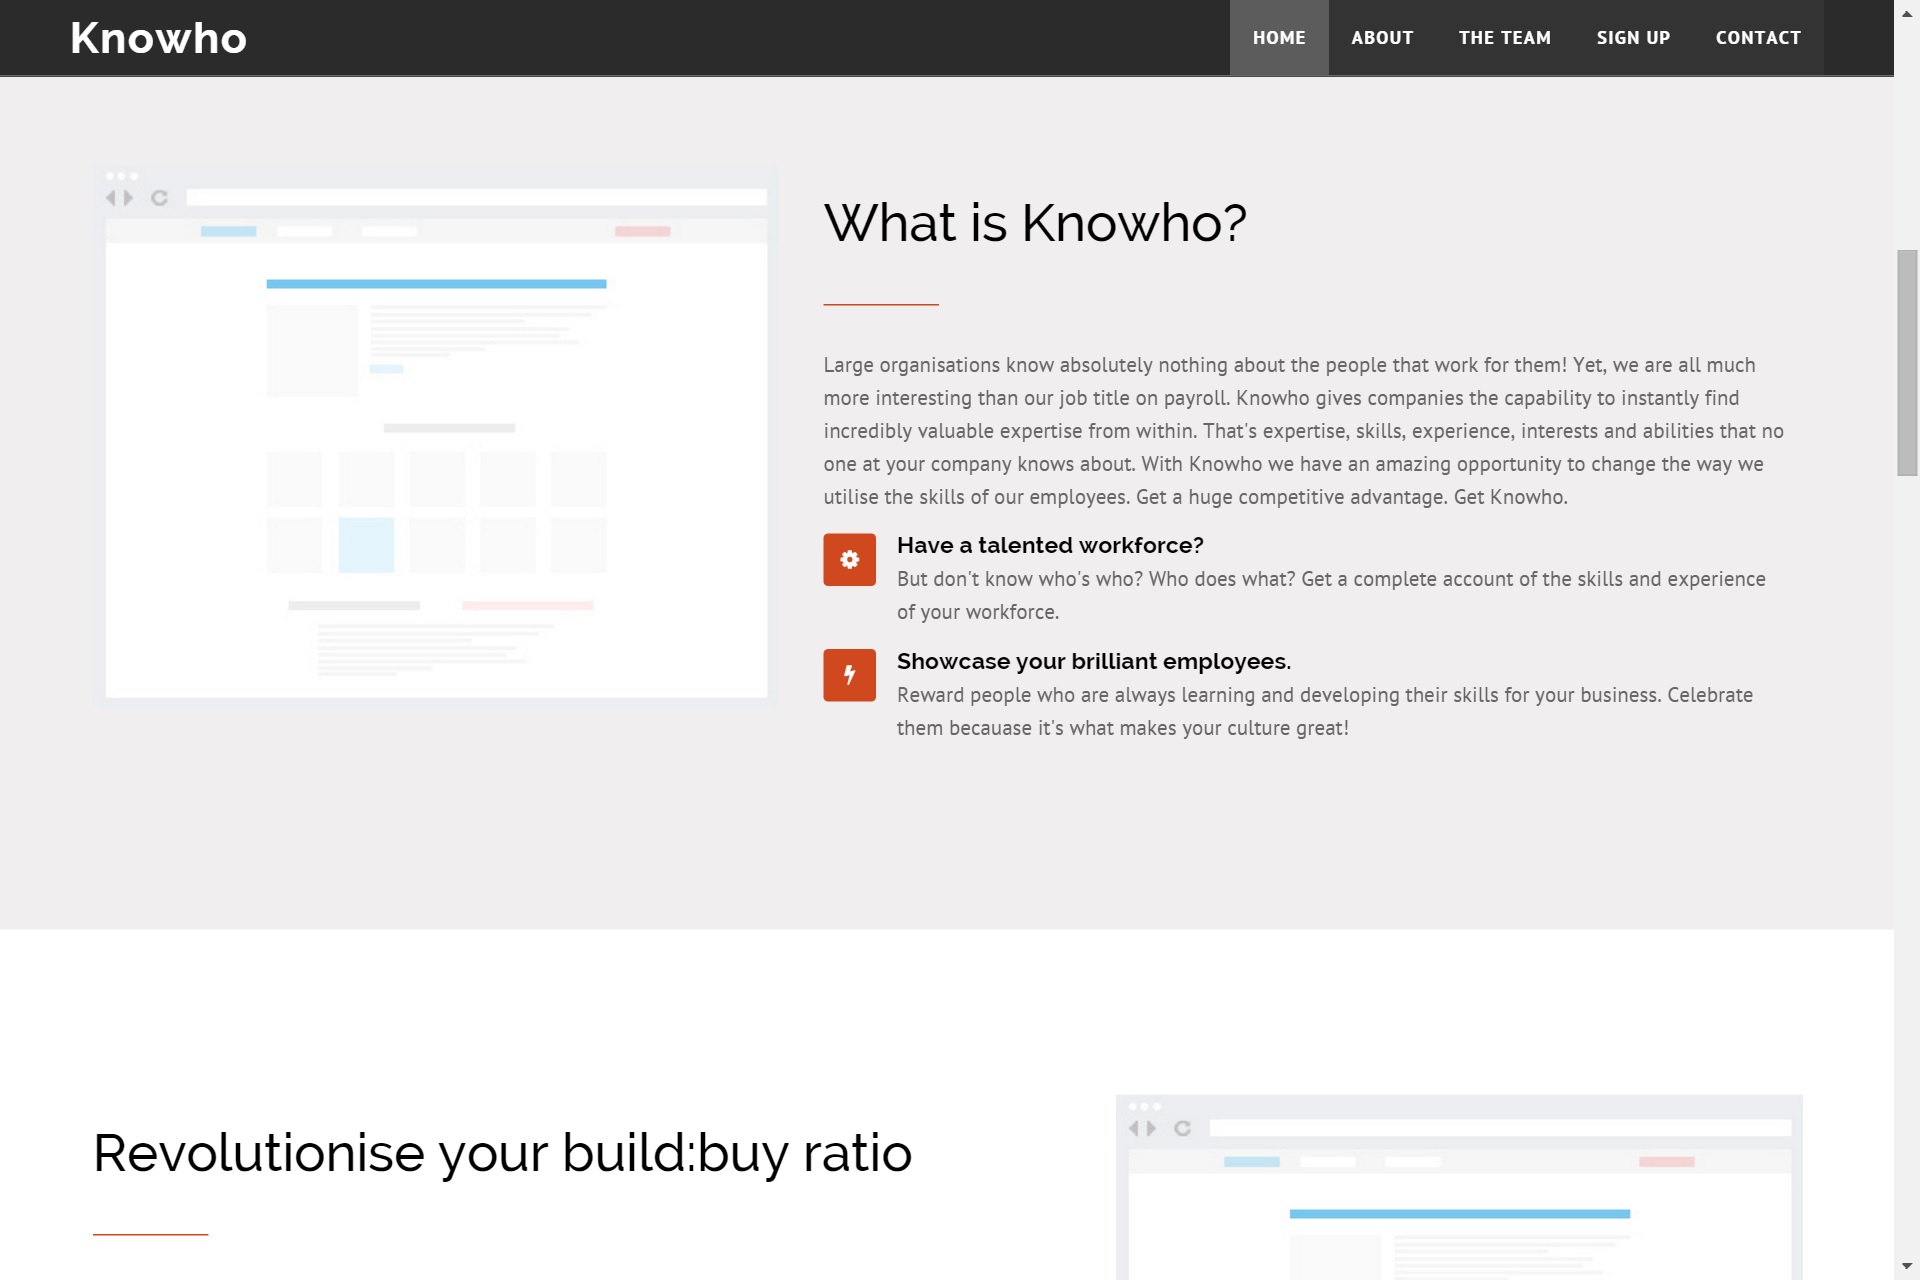 Knowho
HOME
ABOUT
THE TEAM
SIGN UP
CONTACT
What is Knowho?
Large organisations know absolutely nothing about the people that work for them! Yet, we are all much
more interesting than our job title on payroll. Knowho gives companies the capability to instantly find
incredibly valuable expertise from within. That's expertise, skills, experience, interests and abilities that no
one at your company knows about. With Knowho we have an amazing opportunity to change the way we
utilise the skills of our employees. Get a huge competitive advantage. Get Knowho.
Have a talented workforce?
But don't know who's who? Who does what? Get a complete account of the skills and experience
of your workforce.
Showcase your brilliant employees.
Reward people who are always learning and developing their skills for your business. Celebrate
them becauase it's what makes your culture great!
Revolutionise your build:buy ratio